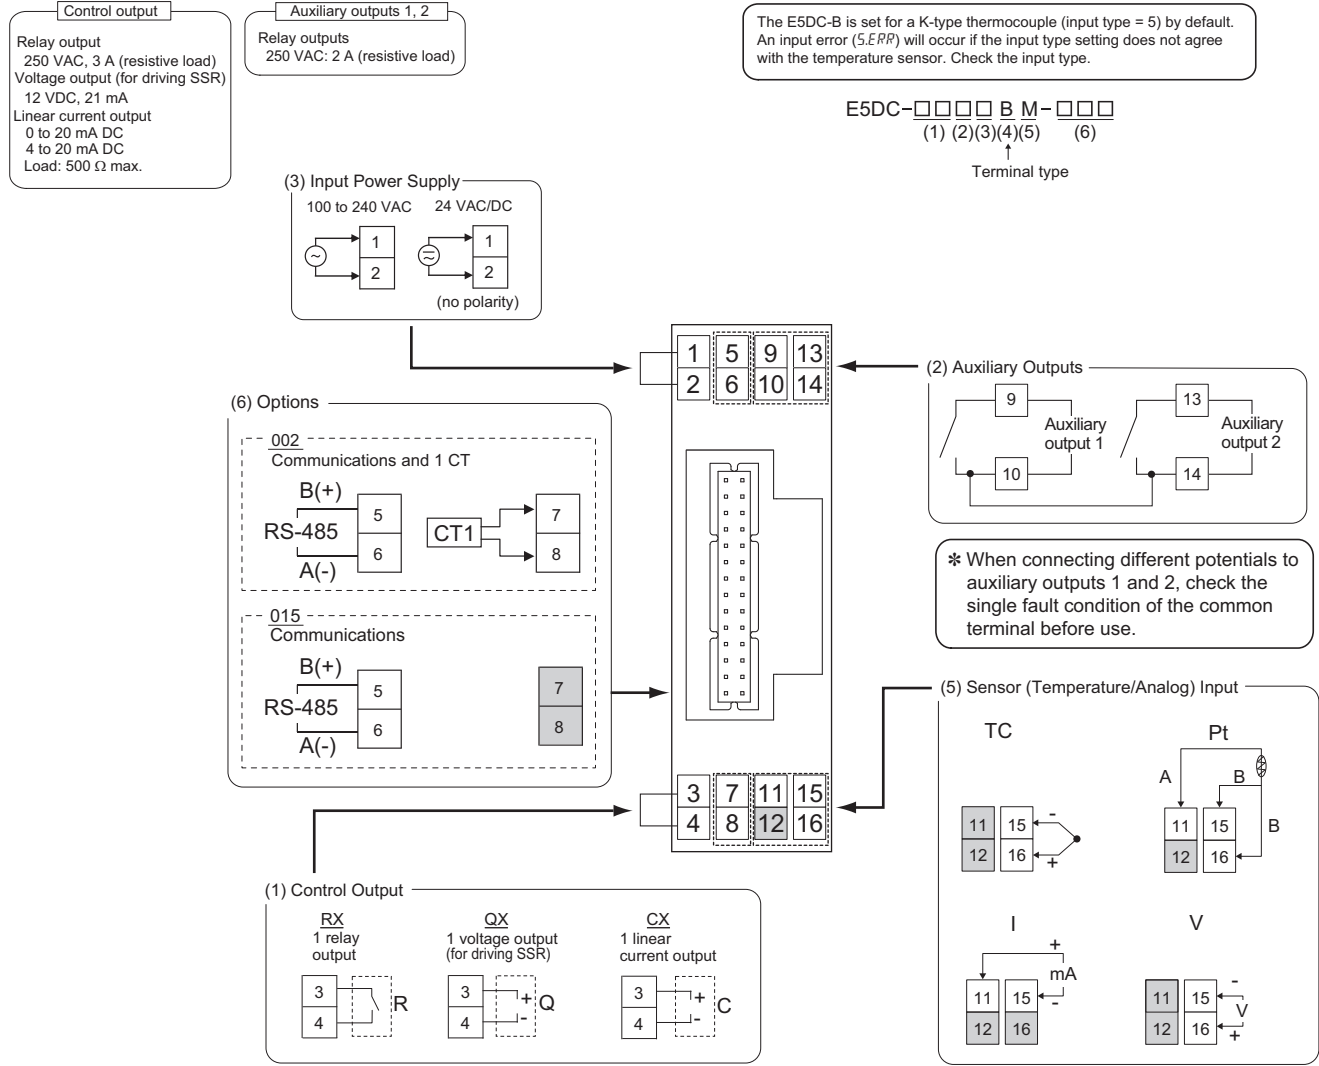 Control output
Relay output
250 VAC, 3 A (resistive load)
Voltage output (for driving SSR)
12 VDC, 21 mA
Linear current output
0 to 20 mA DC
4 to 20 mA DC
Load: 500 Ω max.
Auxiliary outputs 1, 2
Relay outputs
250 VAC: 2 A (resistive load)
The E5DC-B is set for a K-type thermocouple (input type = 5) by default.
An input error (S.ERR) will occur if the input type setting does not agree
with the temperature sensor. Check the input type.
E5DC-□□□□ B M-□□□
(1) (2)(3)(4)(5) (6)
Terminal type
(3) Input Power Supply
100 to 240 VAC 24 VAC/DC
1 1
2 2
(no polarity)
1 5 9 13
2 6 10 14
(2) Auxiliary Outputs
9 13
Auxiliary
output 1
Auxiliary
output 2
10 14
(6) Options
002
Communications and 1 CT
B(+)
RS-485
A(-)
5
6
CT1
7
8
015
Communications
B(+)
RS-485
A(-)
5
6
7
8
✻ When connecting different potentials to
auxiliary outputs 1 and 2, check the
single fault condition of the common
terminal before use.
3 7 11 15
4 8 12 16
(5) Sensor (Temperature/Analog) Input
TC
11 15 -
12 16 +
Pt
A B
B
11 15
12 16
I
+
mA
-
11 15
12 16
V
-
V
+
11 15
12 16
(1) Control Output
RX
1 relay
output
3
4
R
QX
1 voltage output
(for driving SSR)
3
4
+
-
Q
CX
1 linear
current output
3
4
+
-
C